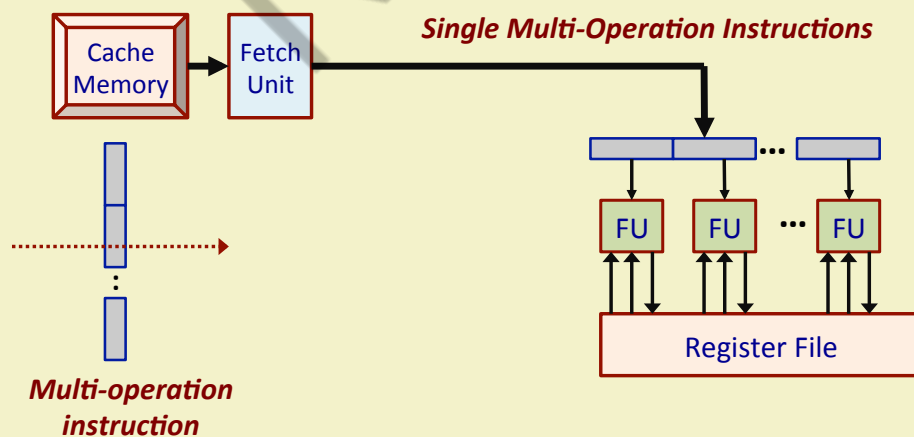 Single Multi-Operation Instructions
Cache
Memory
Fetch
Unit
...
FU
FU
...
FU
Register File
Multi-operation
instruction